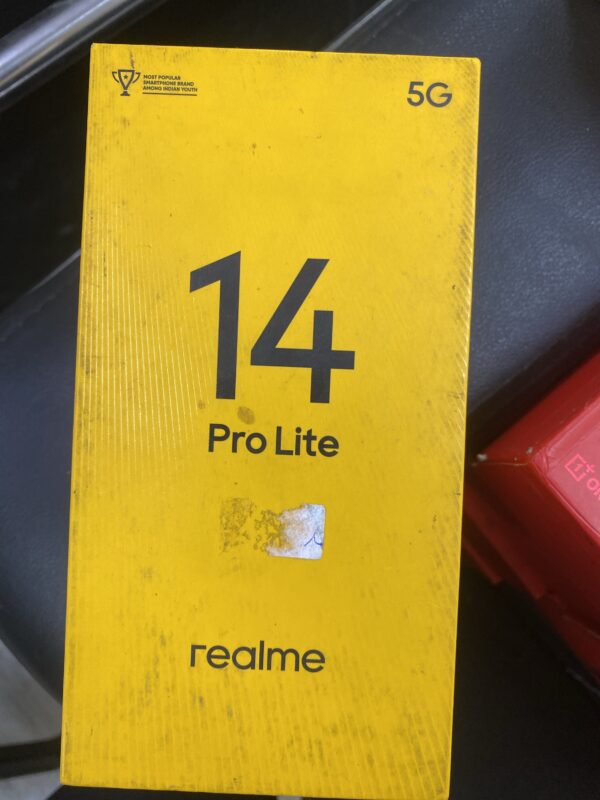 MOST POPULAR
SMARTPHONE BRAND
AMONG INDIAN YOUTH
5G
14
Pro Lite
realme